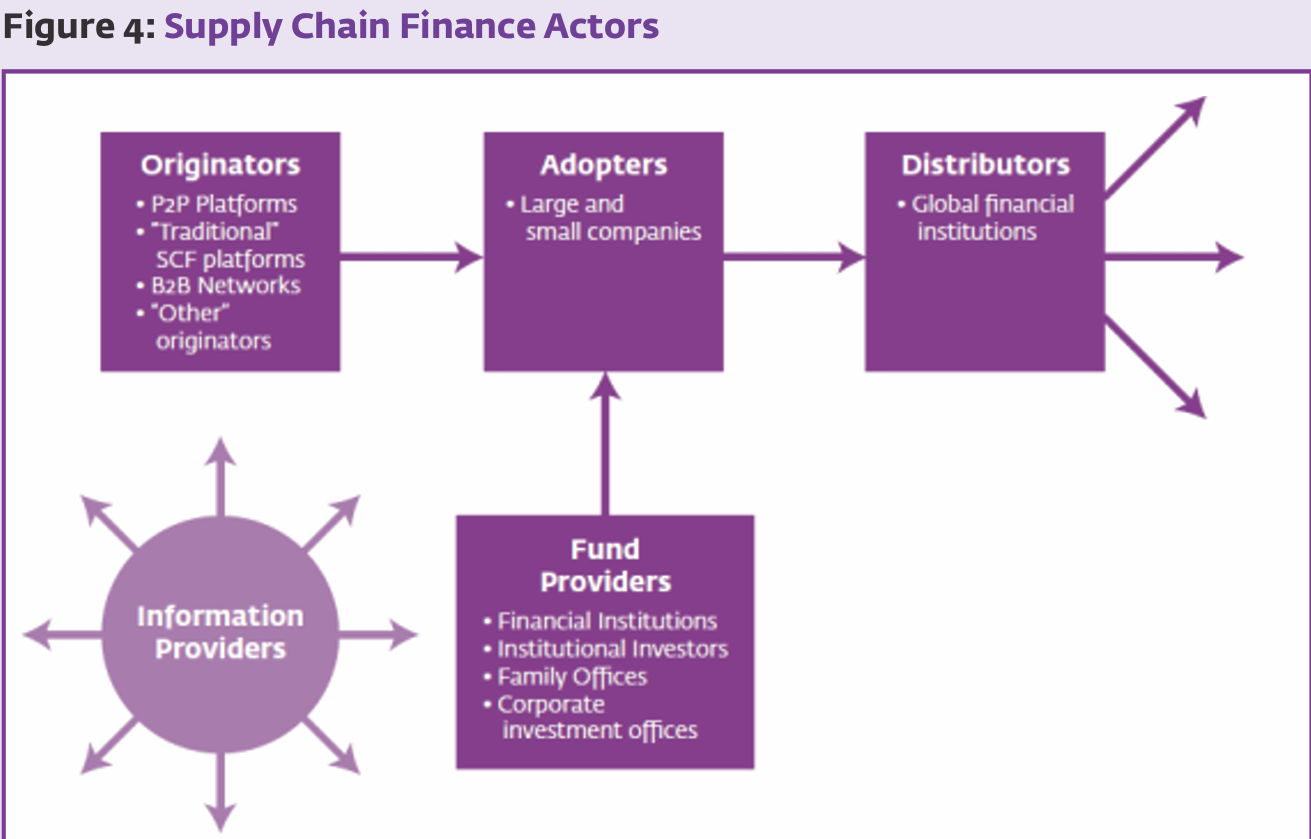 Figure 4: Supply Chain Finance Actors
Originators
• P2P Platforms
• "Traditional"
SCF platforms
• B2B Networks
• "Other"
originators
Adopters
• Large and
small companies
Distributors
• Global financial
institutions
Information
Providers
Fund
Providers
• Financial Institutions
• Institutional Investors
• Family Offices
• Corporate
investment offices